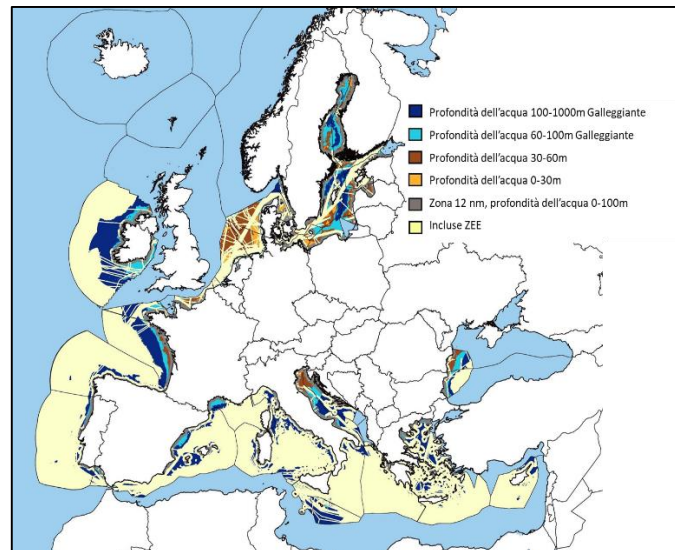 Profondità dell'acqua 100-1000m Galleggiante
Profondità dell'acqua 60-100m Galleggiante
Profondità dell'acqua 30-60m
Profondità dell'acqua 0-30m
Zona 12 nm, profondità dell'acqua 0-100m
Incluse ZEE